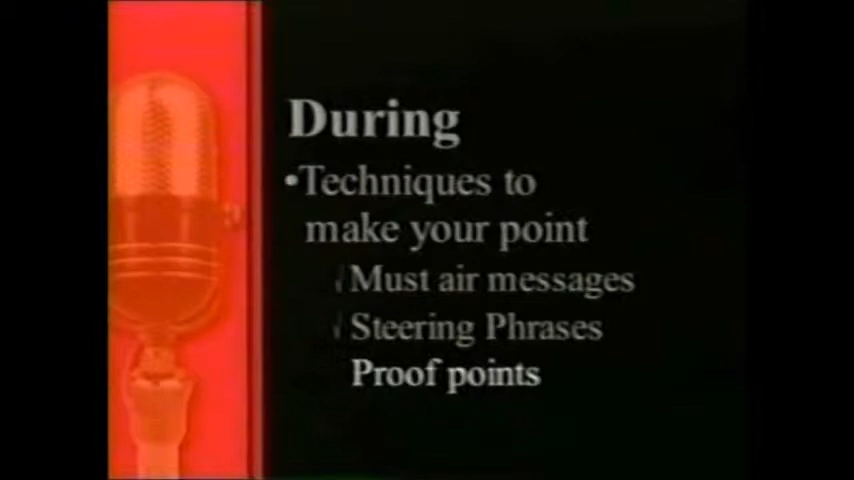 During
•Techniques to
make your point
√Must air messages
√Steering Phrases
Proof points